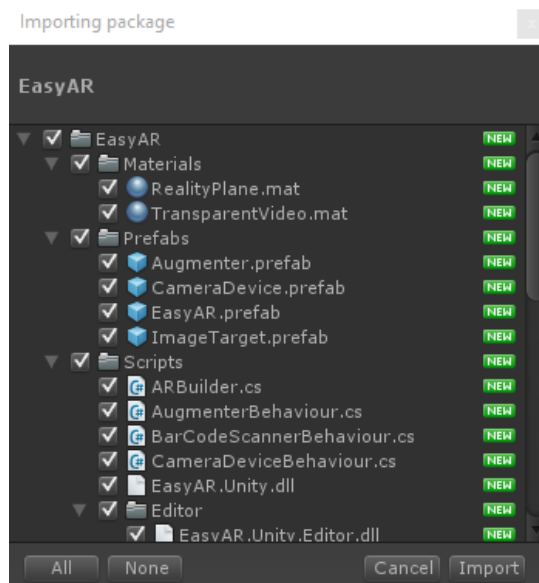 Importing package
x
EasyAR
EasyAR NEW
Materials NEW
RealityPlane.mat NEW
TransparentVideo.mat NEW
Prefabs NEW
Augmenter.prefab NEW
CameraDevice.prefab NEW
EasyAR.prefab NEW
ImageTarget.prefab NEW
Scripts NEW
ARBuilder.cs NEW
AugmenterBehaviour.cs NEW
BarCodeScannerBehaviour.cs NEW
CameraDeviceBehaviour.cs NEW
EasyAR.Unity.dll NEW
Editor NEW
EasyAR.Unity.Editor.dll NEW
All None Cancel Import